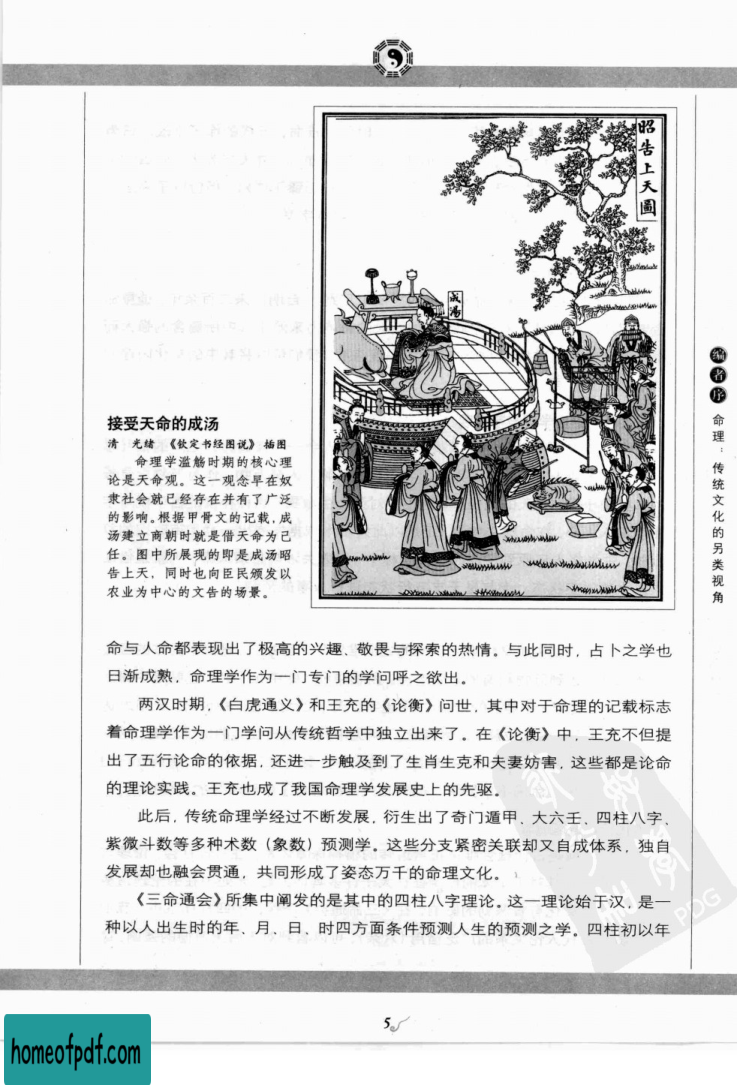 昭告上天圖
成湯
接受天命的成汤
清 光绪 《钦定书经图说》插图
命理学滥觞时期的核心理
论是天命观。这一观念早在奴
隶社会就已经存在并有了广泛
的影响。根据甲骨文的记载，成
汤建立商朝时就是借天命为己
任。图中所展现的即是成汤昭
告上天，同时也向臣民颁发以
农业为中心的文告的场景。
编者序 命理：传统文化的另类视角
命与人命都表现出了极高的兴趣、敬畏与探索的热情。与此同时，占卜之学也
日渐成熟，命理学作为一门专门的学问呼之欲出。
两汉时期，《白虎通义》和王充的《论衡》问世，其中对于命理的记载标志
着命理学作为一门学问从传统哲学中独立出来了。在《论衡》中，王充不但提
出了五行论命的依据，还进一步触及到了生肖生克和夫妻妨害，这些都是论命
的理论实践。王充也成了我国命理学发展史上的先驱。
此后，传统命理学经过不断发展，衍生出了奇门遁甲、大六壬、四柱八字、
紫微斗数等多种术数（象数）预测学。这些分支紧密关联却又自成体系，独自
发展却也融会贯通，共同形成了姿态万千的命理文化。
《三命通会》所集中阐发的是其中的四柱八字理论。这一理论始于汉，是一
种以人出生时的年、月、日、时四方面条件预测人生的预测之学。四柱初以年
PDG
5
homeofpdf.com